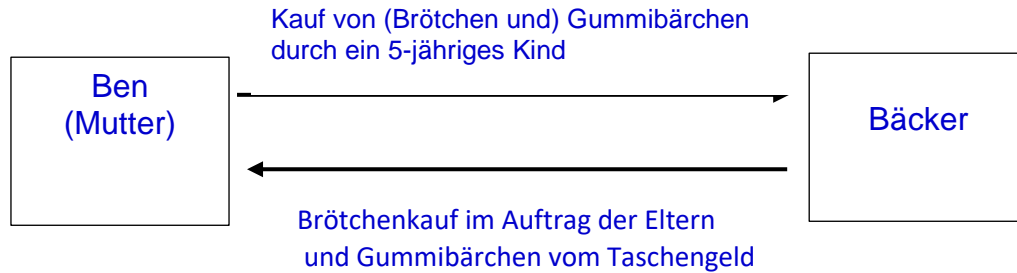 Kauf von (Brötchen und) Gummibärchen
durch ein 5-jähriges Kind
Ben
(Mutter)
Bäcker
Brötchenkauf im Auftrag der Eltern
und Gummibärchen vom Taschengeld